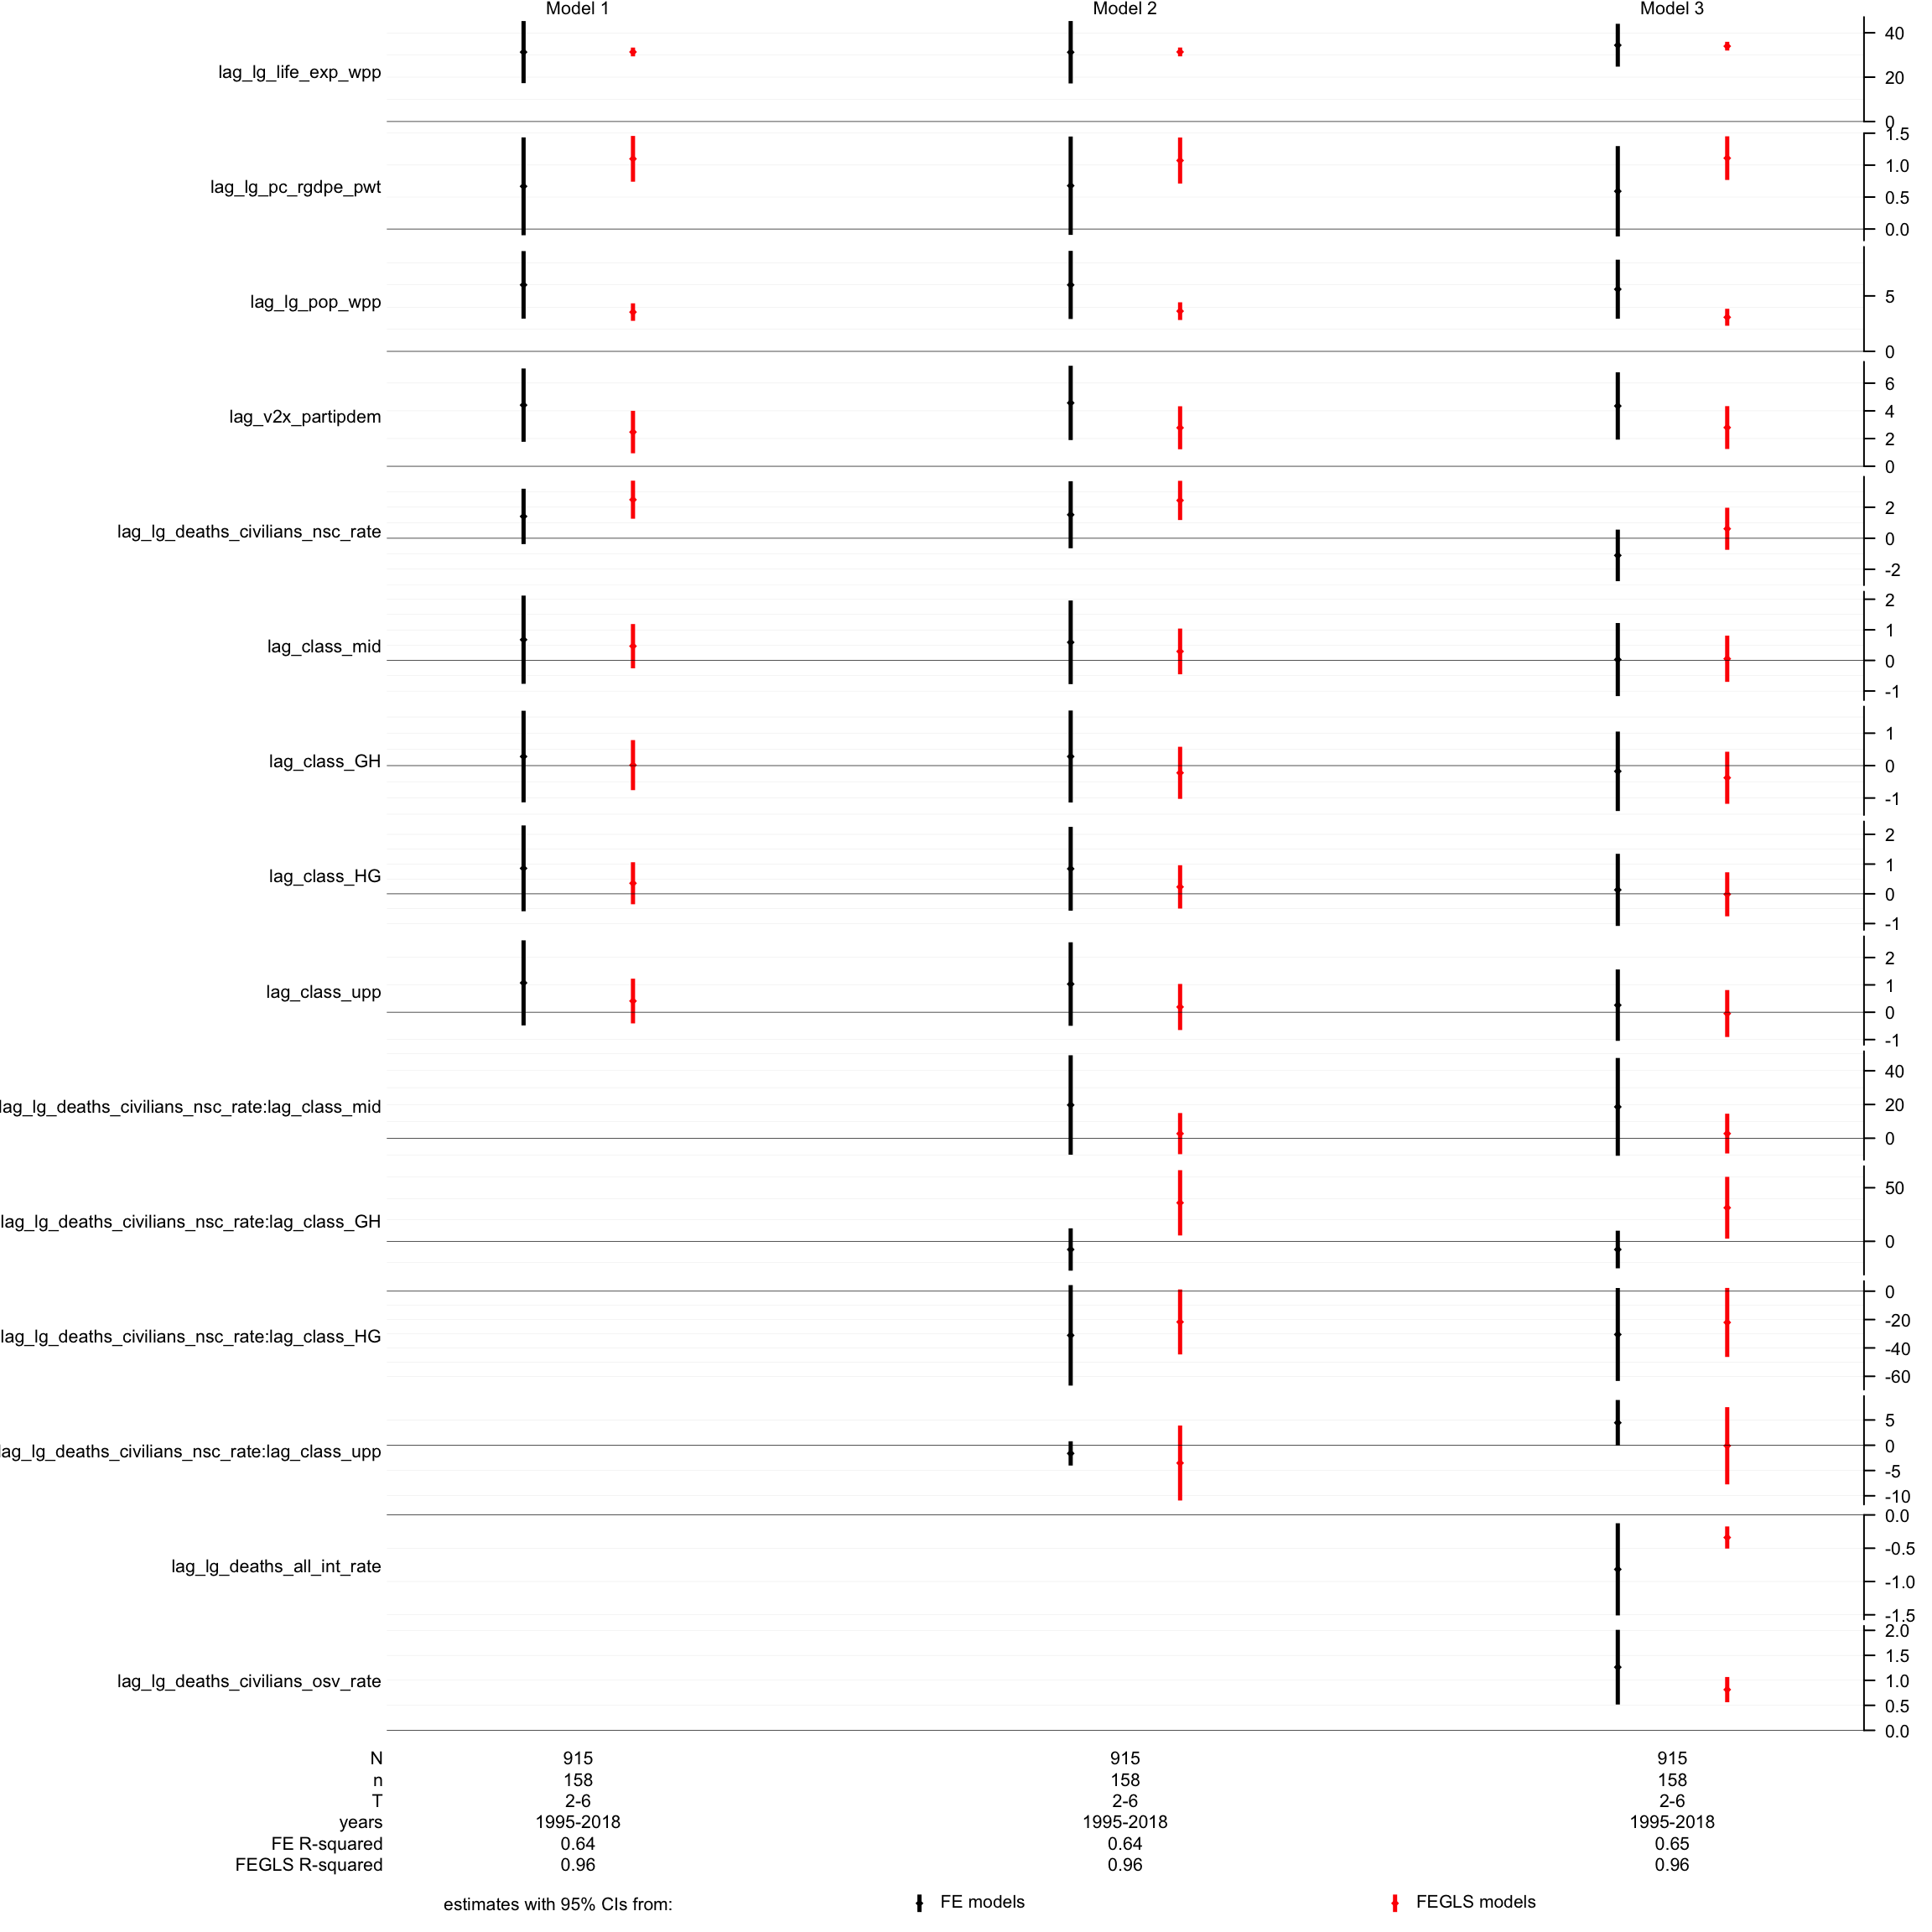 Model 1 Model 2 Model 3
lag_lg_life_exp_wpp
40
20
0
lag_lg_pc_rgdpe_pwt
1.5
1.0
0.5
0.0
lag_lg_pop_wpp
5
0
lag_v2x_partipdem
6
4
2
0
lag_lg_deaths_civilians_nsc_rate
2
0
-2
lag_class_mid
2
1
0
-1
lag_class_GH
1
0
-1
lag_class_HG
2
1
0
-1
lag_class_upp
2
1
0
-1
lag_lg_deaths_civilians_nsc_rate:lag_class_mid
40
20
0
lag_lg_deaths_civilians_nsc_rate:lag_class_GH
50
0
lag_lg_deaths_civilians_nsc_rate:lag_class_HG
0
-20
-40
-60
lag_lg_deaths_civilians_nsc_rate:lag_class_upp
5
0
-5
-10
lag_lg_deaths_all_int_rate
0.0
-0.5
-1.0
-1.5
lag_lg_deaths_civilians_osv_rate
2.0
1.5
1.0
0.5
0.0
N 915 915 915
n 158 158 158
T 2-6 2-6 2-6
years 1995-2018 1995-2018 1995-2018
FE R-squared 0.64 0.64 0.65
FEGLS R-squared 0.96 0.96 0.96
estimates with 95% CIs from: FE models FEGLS models